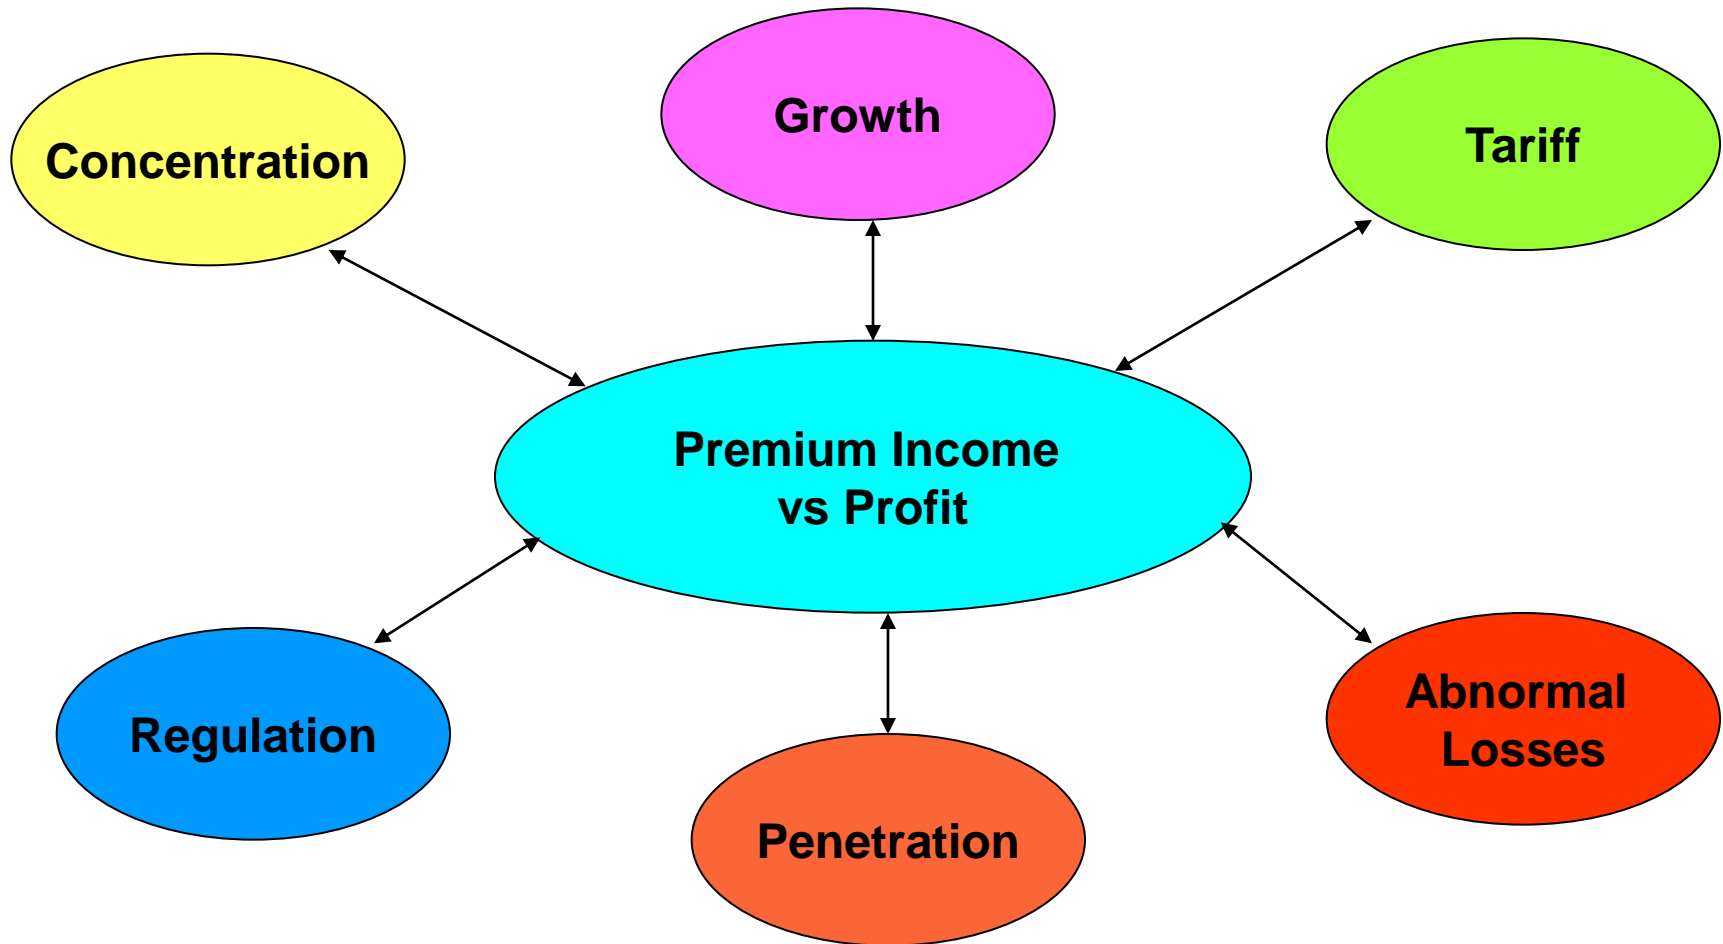 Concentration
Growth
Tariff
Premium Income
vs Profit
Regulation
Penetration
Abnormal
Losses